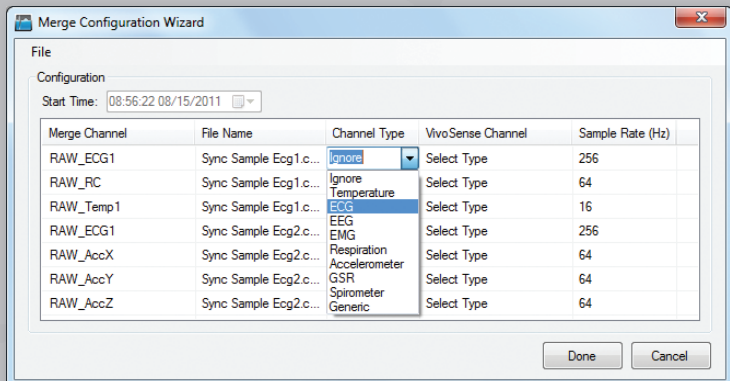 Merge Configuration Wizard
File
Configuration
Start Time: 08:56:22 08/15/2011
Merge Channel File Name Channel Type VivoSense Channel Sample Rate (Hz)
RAW_ECG1 Sync Sample Ecg1.c... Ignore Select Type 256
RAW_RC Sync Sample Ecg1.c... Select Type 64
RAW_Temp1 Sync Sample Ecg1.c... Select Type 16
RAW_ECG1 Sync Sample Ecg2.c... Select Type 256
RAW_AccX Sync Sample Ecg2.c... Select Type 64
RAW_AccY Sync Sample Ecg2.c... Select Type 64
RAW_AccZ Sync Sample Ecg2.c... Select Type 64
Ignore
Temperature
ECG
EEG
EMG
Respiration
Accelerometer
GSR
Spirometer
Generic
Done Cancel